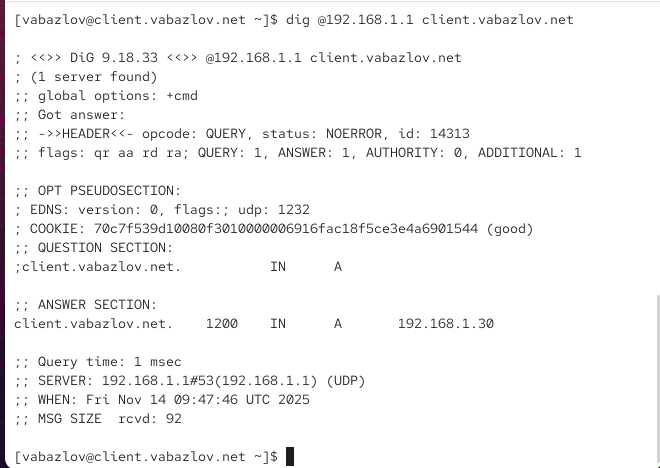 [vabazlov@client.vabazlov.net ~]$ dig @192.168.1.1 client.vabazlov.net
; <<>> DiG 9.18.33 <<>> @192.168.1.1 client.vabazlov.net
; (1 server found)
;; global options: +cmd
;; Got answer:
;; ->>HEADER<<- opcode: QUERY, status: NOERROR, id: 14313
;; flags: qr aa rd ra; QUERY: 1, ANSWER: 1, AUTHORITY: 0, ADDITIONAL: 1
;; OPT PSEUDOSECTION:
; EDNS: version: 0, flags:; udp: 1232
; COOKIE: 70c7f539d10080f3010000006916fac18f5ce3e4a6901544 (good)
;; QUESTION SECTION:
;client.vabazlov.net. IN A
;; ANSWER SECTION:
client.vabazlov.net. 1200 IN A 192.168.1.30
;; Query time: 1 msec
;; SERVER: 192.168.1.1#53(192.168.1.1) (UDP)
;; WHEN: Fri Nov 14 09:47:46 UTC 2025
;; MSG SIZE rcvd: 92
[vabazlov@client.vabazlov.net ~]$